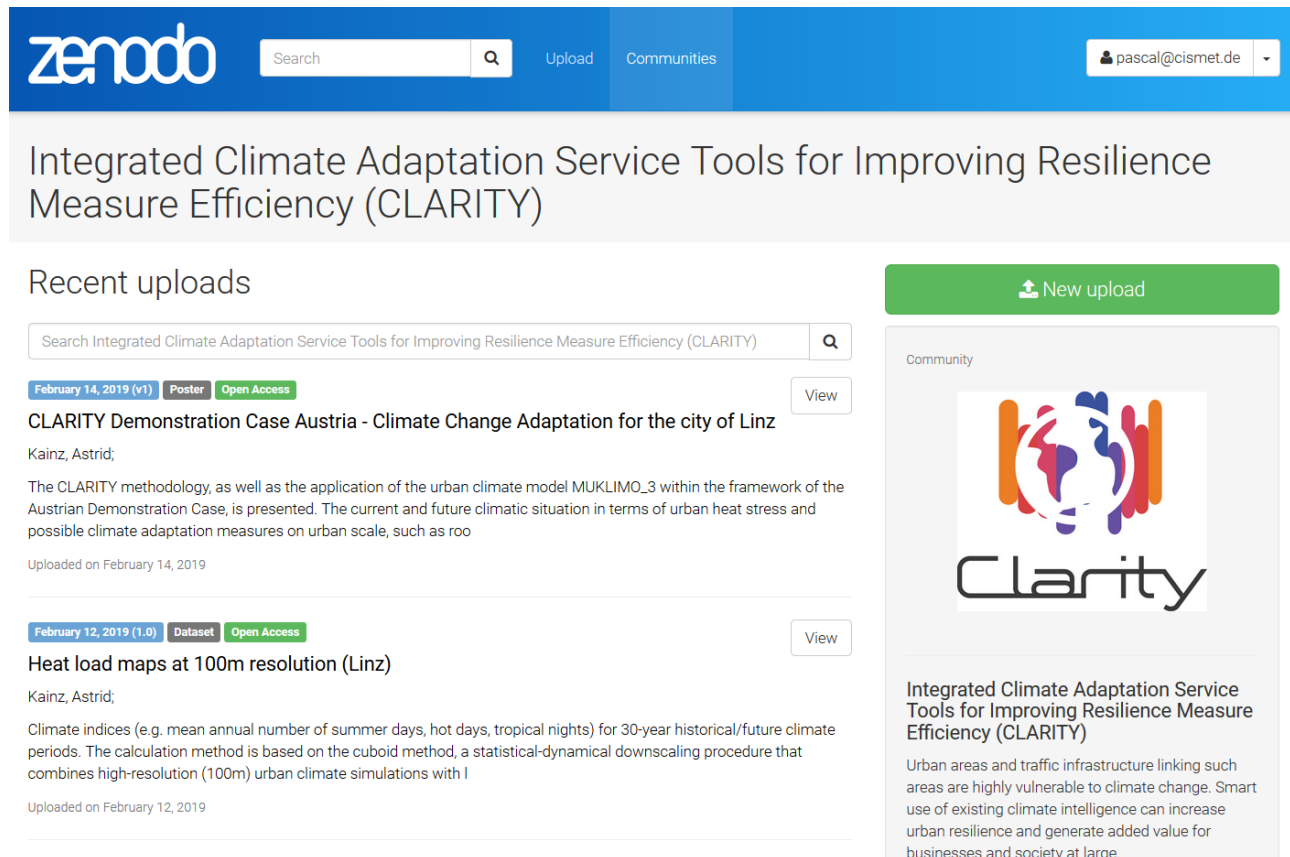 zenodo
Search
Upload
Communities
pascal@cismet.de
Integrated Climate Adaptation Service Tools for Improving Resilience
Measure Efficiency (CLARITY)
Recent uploads
Search Integrated Climate Adaptation Service Tools for Improving Resilience Measure Efficiency (CLARITY)
February 14, 2019 (v1) Poster Open Access
View
CLARITY Demonstration Case Austria - Climate Change Adaptation for the city of Linz
Kainz, Astrid;
The CLARITY methodology, as well as the application of the urban climate model MUKLIMO_3 within the framework of the
Austrian Demonstration Case, is presented. The current and future climatic situation in terms of urban heat stress and
possible climate adaptation measures on urban scale, such as roo
Uploaded on February 14, 2019
February 12, 2019 (1.0) Dataset Open Access
View
Heat load maps at 100m resolution (Linz)
Kainz, Astrid;
Climate indices (e.g. mean annual number of summer days, hot days, tropical nights) for 30-year historical/future climate
periods. The calculation method is based on the cuboid method, a statistical-dynamical downscaling procedure that
combines high-resolution (100m) urban climate simulations with l
Uploaded on February 12, 2019
New upload
Community
Clarity
Integrated Climate Adaptation Service
Tools for Improving Resilience Measure
Efficiency (CLARITY)
Urban areas and traffic infrastructure linking such
areas are highly vulnerable to climate change. Smart
use of existing climate intelligence can increase
urban resilience and generate added value for
businesses and society at large.